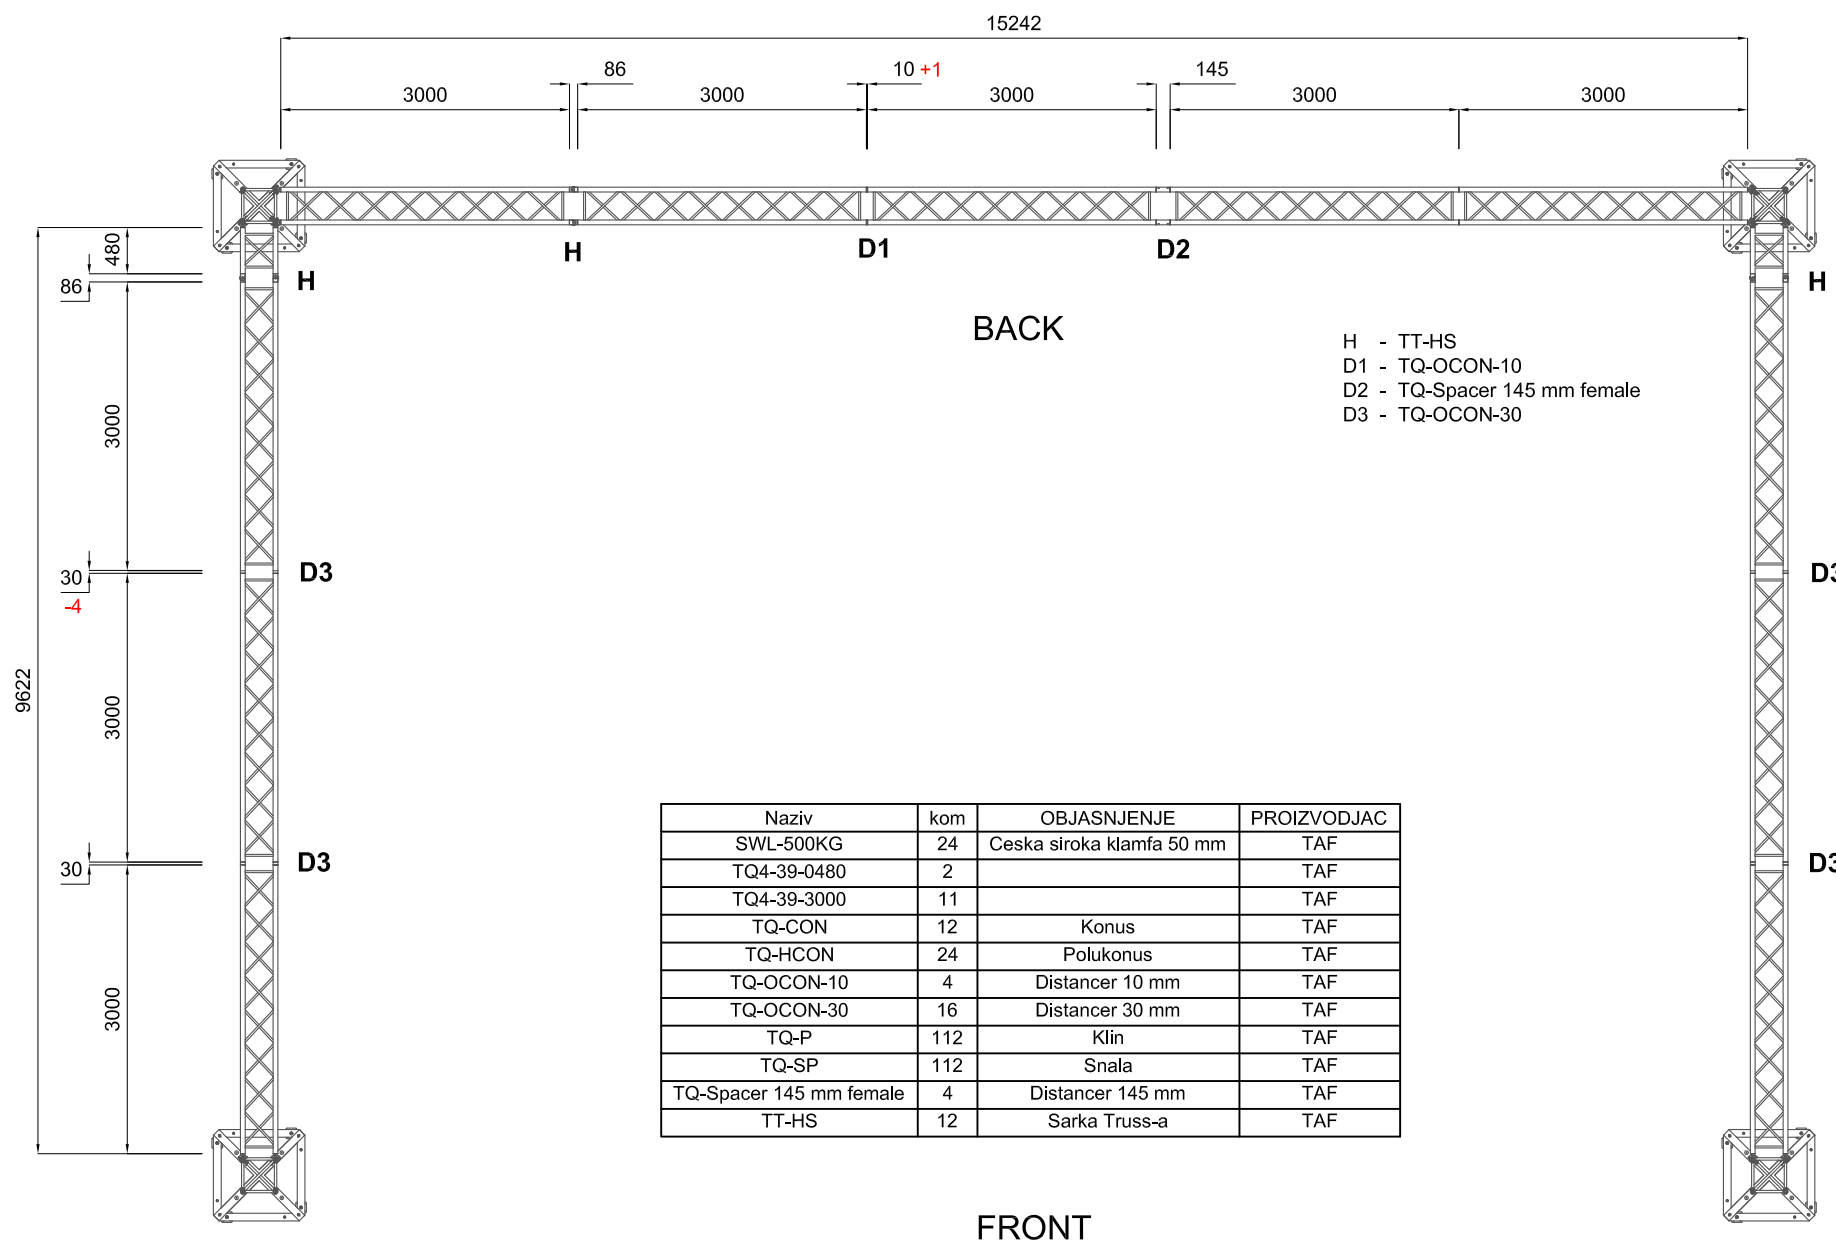 15242
86
10 +1
145
3000
3000
3000
3000
3000
H
D1
D2
480
86
H
H
BACK
H - TT-HS
D1 - TQ-OCON-10
D2 - TQ-Spacer 145 mm female
D3 - TQ-OCON-30
3000
30
-4
D3
D3
9622
3000
30
D3
D3
3000
Naziv kom OBJASNJENJE PROIZVODJAC
SWL-500KG 24 Ceska siroka klamfa 50 mm TAF
TQ4-39-0480 2 TAF
TQ4-39-3000 11 TAF
TQ-CON 12 Konus TAF
TQ-HCON 24 Polukonus TAF
TQ-OCON-10 4 Distancer 10 mm TAF
TQ-OCON-30 16 Distancer 30 mm TAF
TQ-P 112 Klin TAF
TQ-SP 112 Snala TAF
TQ-Spacer 145 mm female 4 Distancer 145 mm TAF
TT-HS 12 Sarka Truss-a TAF
FRONT